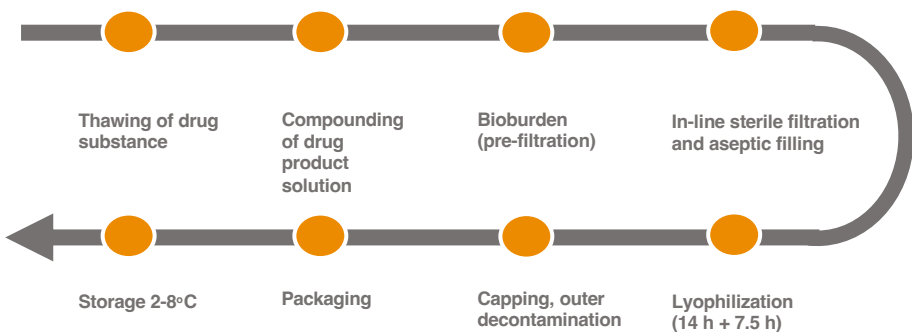 Thawing of drug
substance
Compounding
of drug
product
solution
Bioburden
(pre-filtration)
In-line sterile filtration
and aseptic filling
Lyophilization
(14 h + 7.5 h)
Capping, outer
decontamination
Packaging
Storage 2-8°C